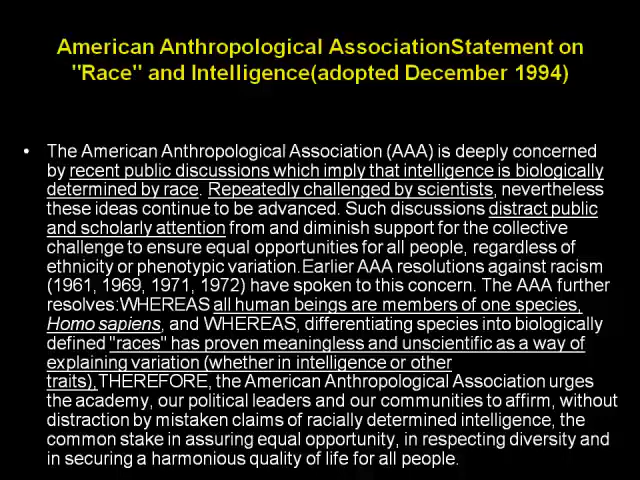 American Anthropological AssociationStatement on
"Race" and Intelligence(adopted December 1994)
• The American Anthropological Association (AAA) is deeply concerned
by recent public discussions which imply that intelligence is biologically
determined by race. Repeatedly challenged by scientists, nevertheless
these ideas continue to be advanced. Such discussions distract public
and scholarly attention from and diminish support for the collective
challenge to ensure equal opportunities for all people, regardless of
ethnicity or phenotypic variation.Earlier AAA resolutions against racism
(1961, 1969, 1971, 1972) have spoken to this concern. The AAA further
resolves:WHEREAS all human beings are members of one species,
Homo sapiens, and WHEREAS, differentiating species into biologically
defined "races" has proven meaningless and unscientific as a way of
explaining variation (whether in intelligence or other
traits),THEREFORE, the American Anthropological Association urges
the academy, our political leaders and our communities to affirm, without
distraction by mistaken claims of racially determined intelligence, the
common stake in assuring equal opportunity, in respecting diversity and
in securing a harmonious quality of life for all people.